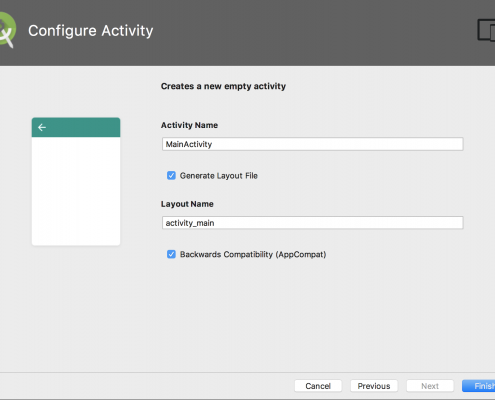 Configure Activity
Creates a new empty activity
Activity Name
MainActivity
Generate Layout File
Layout Name
activity_main
Backwards Compatibility (AppCompat)
Cancel
Previous
Next
Finish